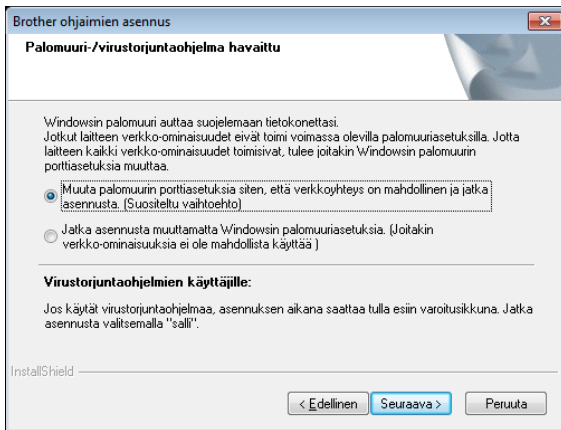 Brother ohjaimien asennus
Palomuuri-/virustorjuntaohjelma havaittu
Windowsin palomuuri auttaa suojelemaan tietokonettasi.
Jotkut laitteen verkko-ominaisuudet eivät toimi voimassa olevilla palomuuriasetuksilla. Jotta
laitteen kaikki verkko-ominaisuudet toimisivat, tulee joitakin Windowsin palomuurin
porttiasetuksia muuttaa.
Muuta palomuurin porttiasetuksia siten, että verkkoyhteys on mahdollinen ja jatka
asennusta. (Suositeltu vaihtoehto)
Jatka asennusta muuttamatta Windowsin palomuuriasetuksia. (Joitakin
verkko-ominaisuuksia ei ole mahdollista käyttää )
Virustorjuntaohjelmien käyttäjille:
Jos käytät virustorjuntaohjelmaa, asennuksen aikana saattaa tulla esiin varoitusikkuna. Jatka
asennusta valitsemalla "salli".
InstallShield
< Edellinen Seuraava > Peruuta